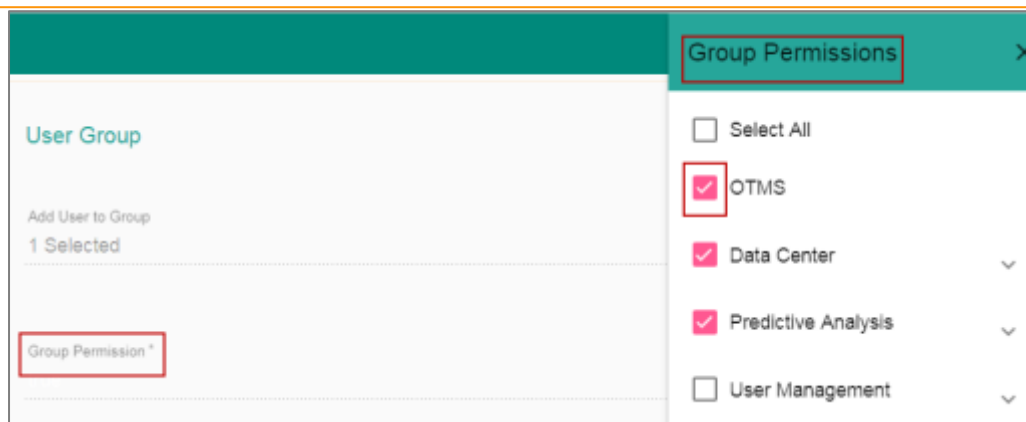 Group Permissions
User Group
Select All
OTMS
Add User to Group
1 Selected
Data Center
Predictive Analysis
Group Permission *
User Management